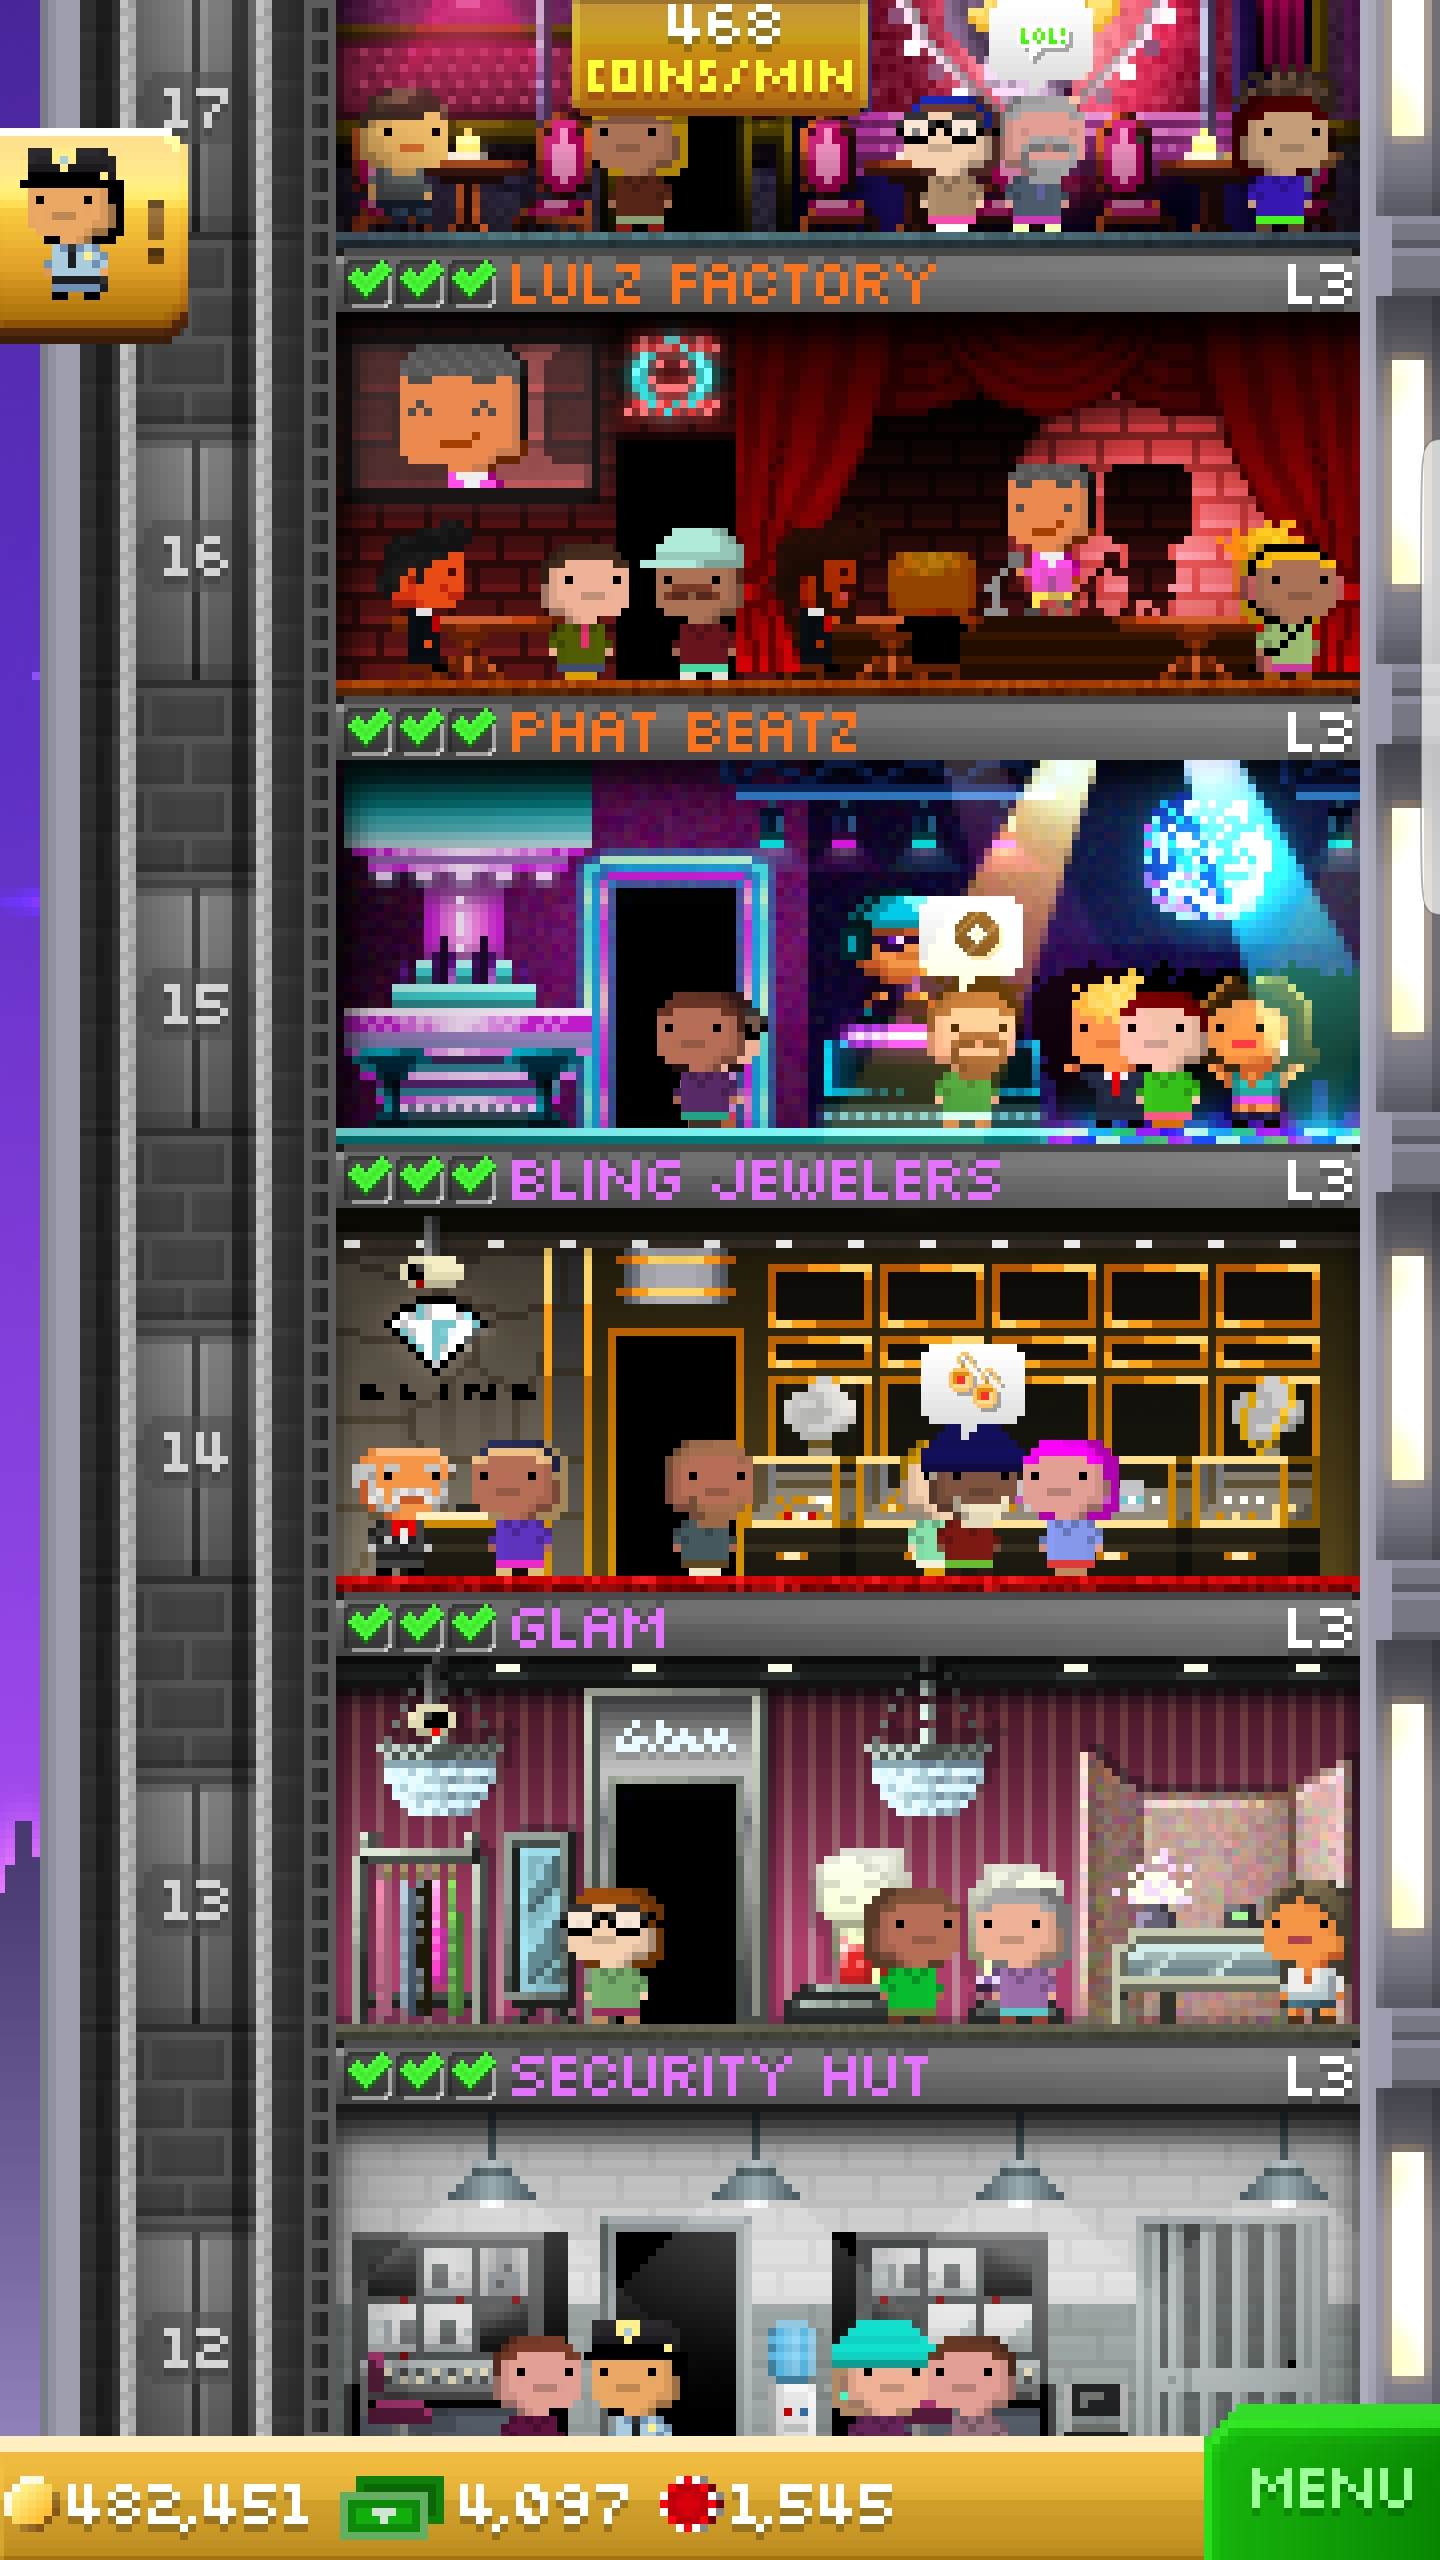 468
COINS/MIN
LOL!
17
LULZ FACTORY L3
16
PHAT BEATZ L3
15
BLING JEWELERS L3
BLING
14
GLAM L3
Glam
13
SECURITY HUT L3
12
482,451 4,097 1,545
MENU
!